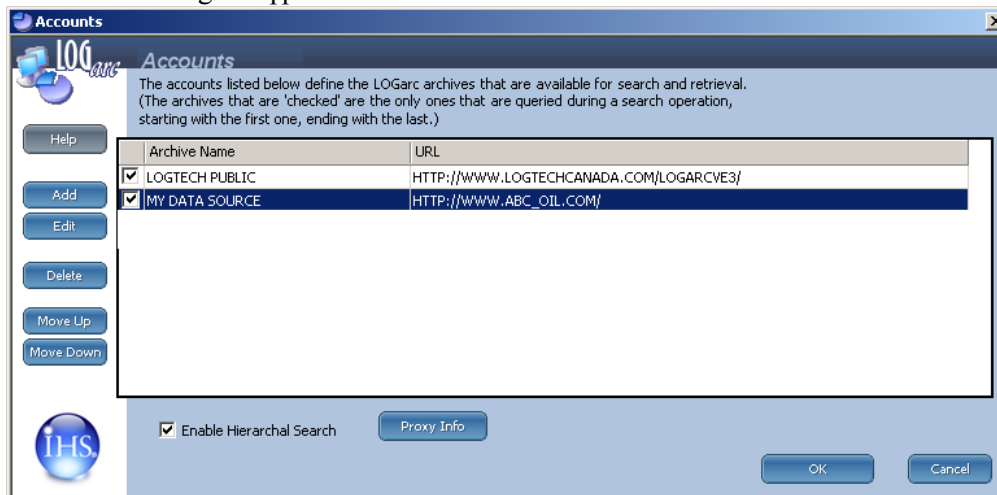 Accounts
LOGarc
Accounts
The accounts listed below define the LOGarc archives that are available for search and retrieval.
(The archives that are 'checked' are the only ones that are queried during a search operation,
starting with the first one, ending with the last.)
Help
Archive Name URL
LOGTECH PUBLIC HTTP://WWW.LOGTECHCANADA.COM/LOGARCVE3/
Add
MY DATA SOURCE HTTP://WWW.ABC_OIL.COM/
Edit
Delete
Move Up
Move Down
Enable Hierarchal Search Proxy Info
IHS
OK Cancel